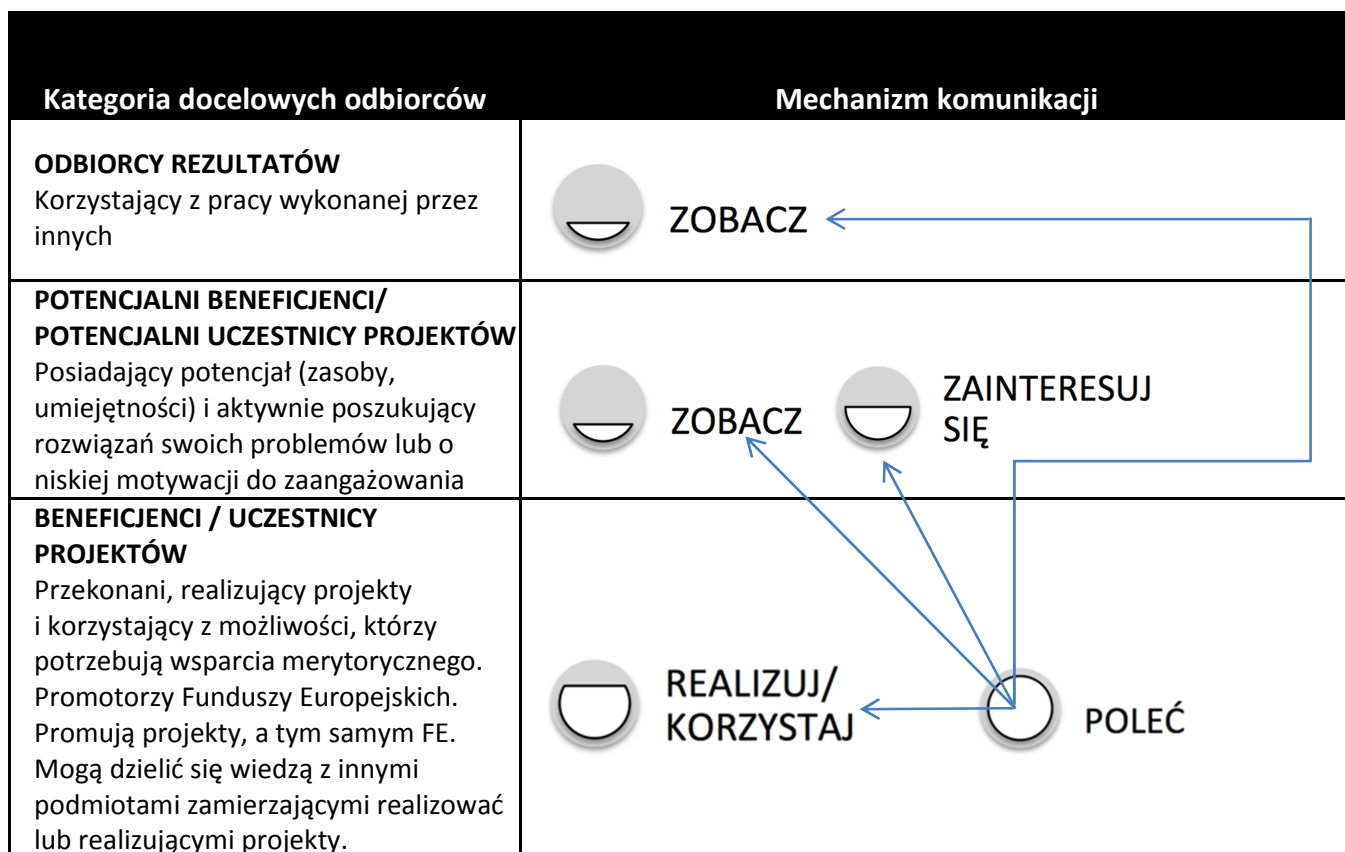 Kategoria docelowych odbiorców
Mechanizm komunikacji
ODBIORCY REZULTATÓW
Korzystający z pracy wykonanej przez
innych
ZOBACZ
POTENCJALNI BENEFICJENCI/
POTENCJALNI UCZESTNICY PROJEKTÓW
Posiadający potencjał (zasoby,
umiejętności) i aktywnie poszukujący
rozwiązań swoich problemów lub o
niskiej motywacji do zaangażowania
ZOBACZ
ZAINTERESUJ
SIĘ
BENEFICJENCI / UCZESTNICY
PROJEKTÓW
Przekonani, realizujący projekty
i korzystający z możliwości, którzy
potrzebują wsparcia merytorycznego.
Promotorzy Funduszy Europejskich.
Promują projekty, a tym samym FE.
Mogą dzielić się wiedzą z innymi
podmiotami zamierzającymi realizować
lub realizującymi projekty.
REALIZUJ/
KORZYSTAJ
POLEĆ